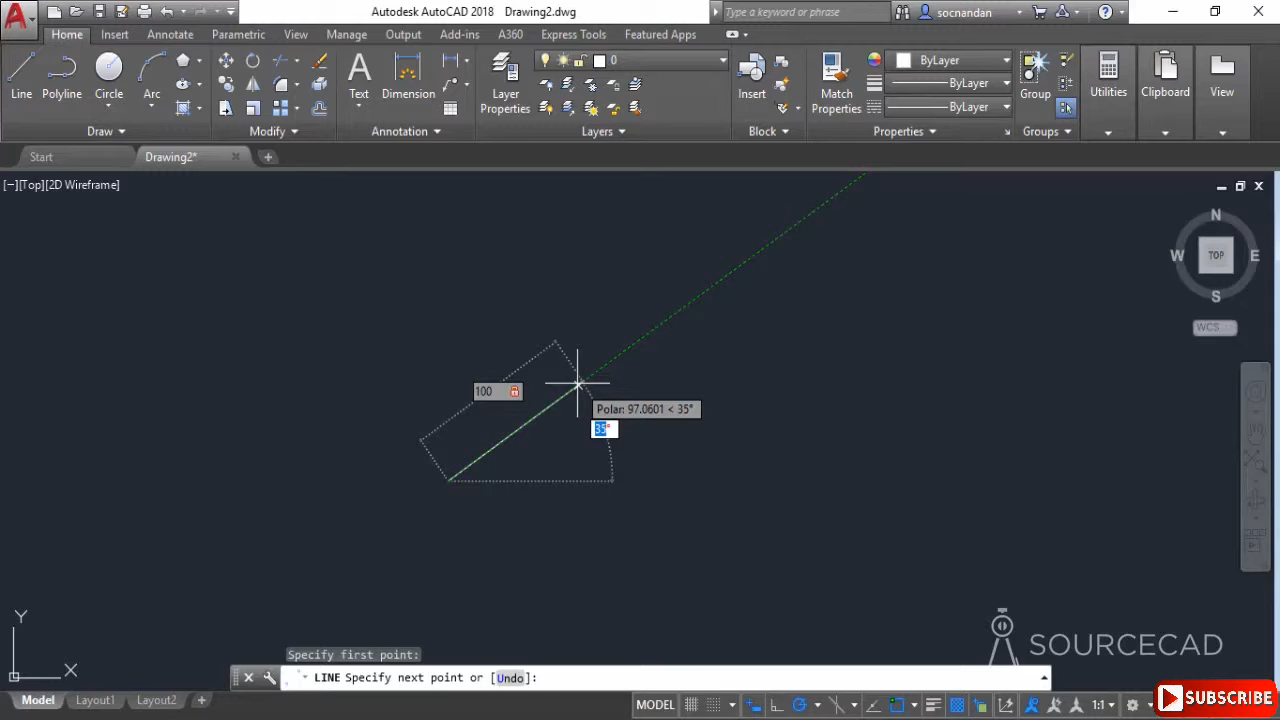 Autodesk AutoCAD 2018 Drawing2.dwg
Type a keyword or phrase
socnandan
Home Insert Annotate Parametric View Manage Output Add-ins A360 Express Tools Featured Apps
0
ByLayer
ByLayer
ByLayer
Line Polyline Circle Arc
Text Dimension
Layer Properties
Insert
Match Properties
Group
Utilities
Clipboard
View
Draw Modify Annotation Layers Block Properties Groups
Start Drawing2*
[−][Top][2D Wireframe]
N
W TOP E
S
WCS
100
Polar: 97.0601 < 35°
35°
Y
X
SOURCECAD
Specify first point:
LINE Specify next point or [Undo]:
Model Layout1 Layout2
MODEL 1:1
SUBSCRIBE